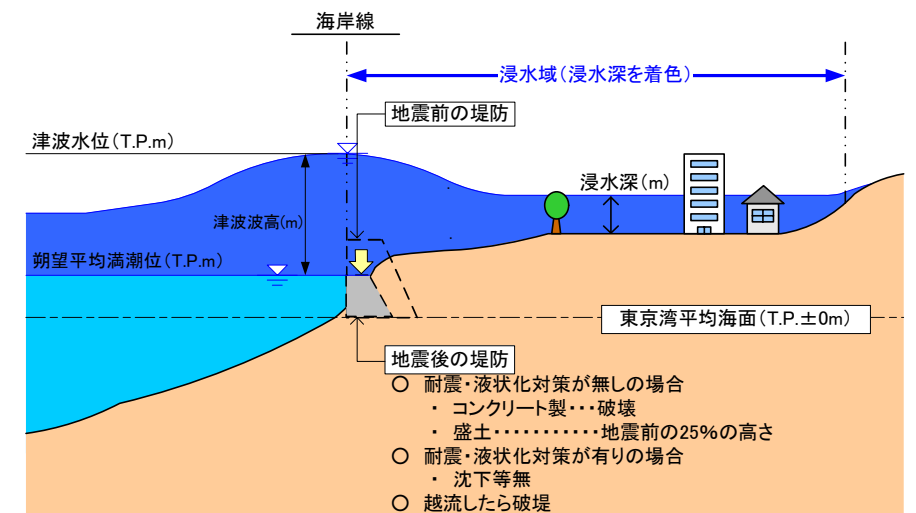 海岸線
浸水域(浸水深を着色)
地震前の堤防
津波水位(T.P.m)
浸水深(m)
津波波高(m)
朔望平均満潮位(T.P.m)
東京湾平均海面(T.P.±0m)
地震後の堤防
○ 耐震・液状化対策が無しの場合
・ コンクリート製・・・破壊
・ 盛土・・・・・・・・・・・地震前の25%の高さ
○ 耐震・液状化対策が有りの場合
・ 沈下等無
○ 越流したら破堤